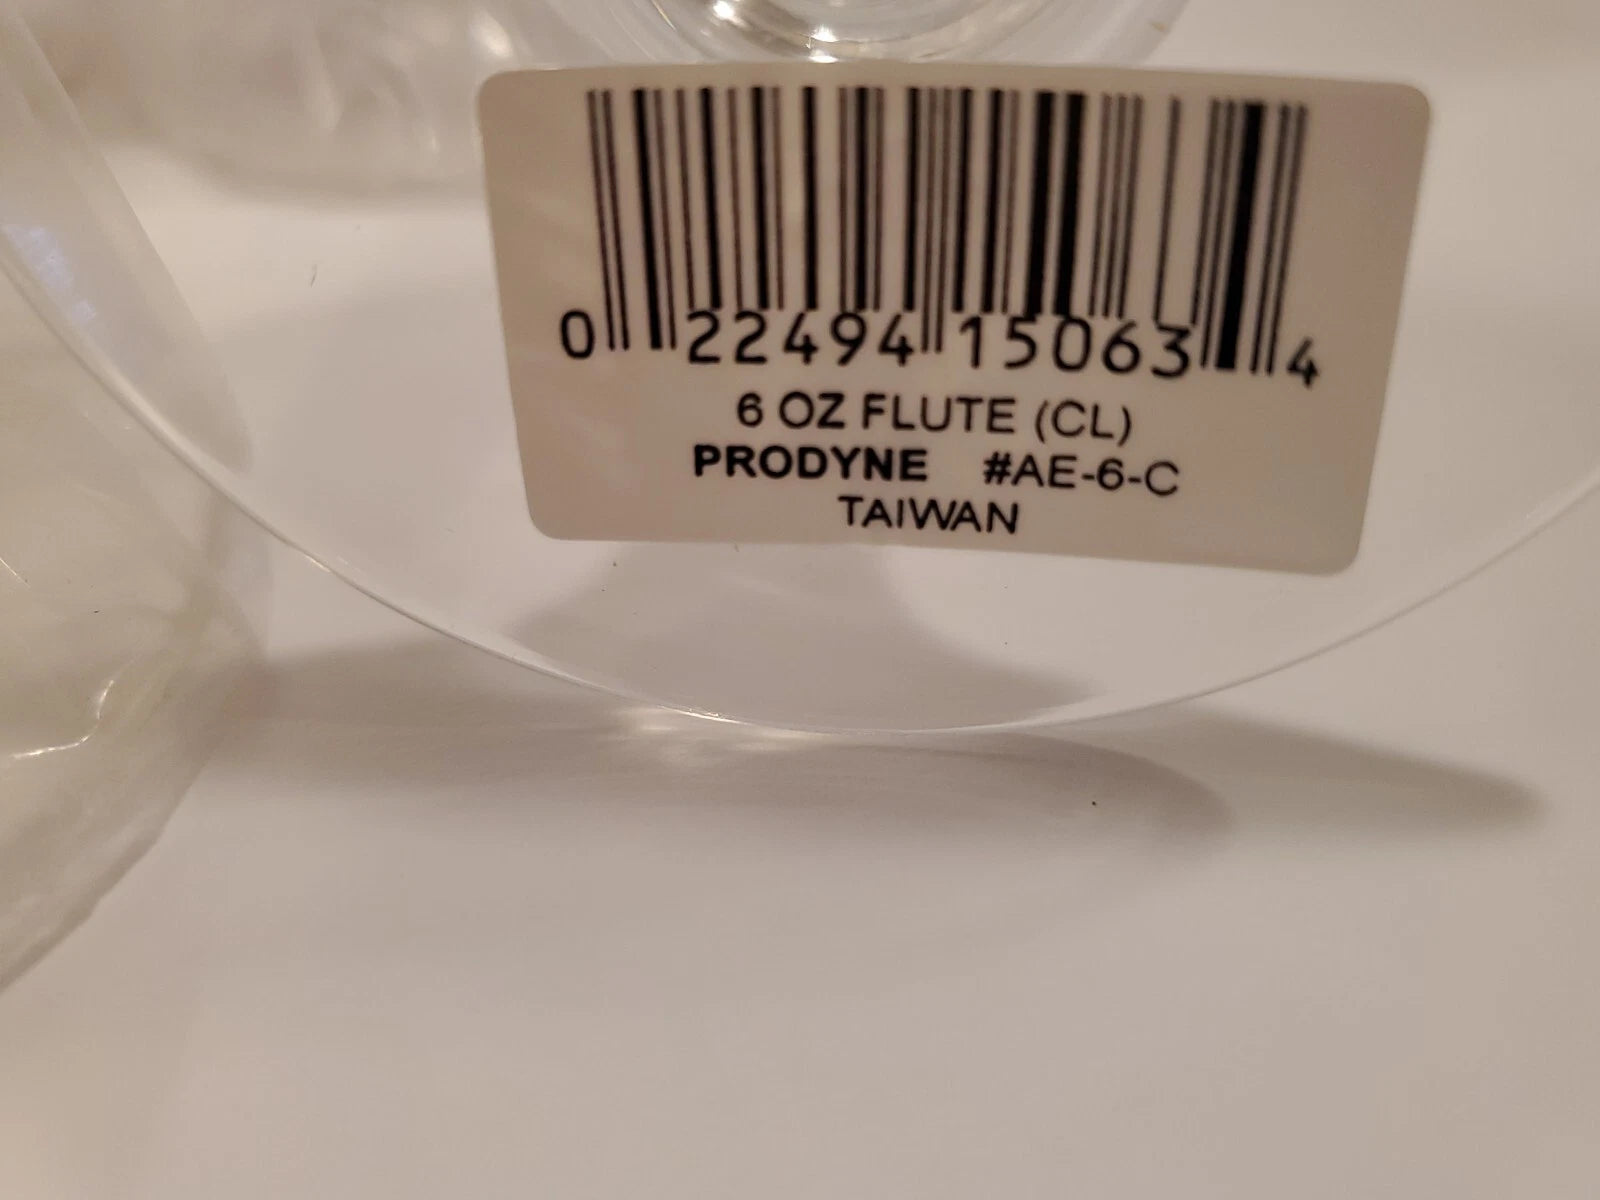 0 22494 15063 4
6 OZ FLUTE (CL)
PRODYNE #AE-6-C
TAIWAN